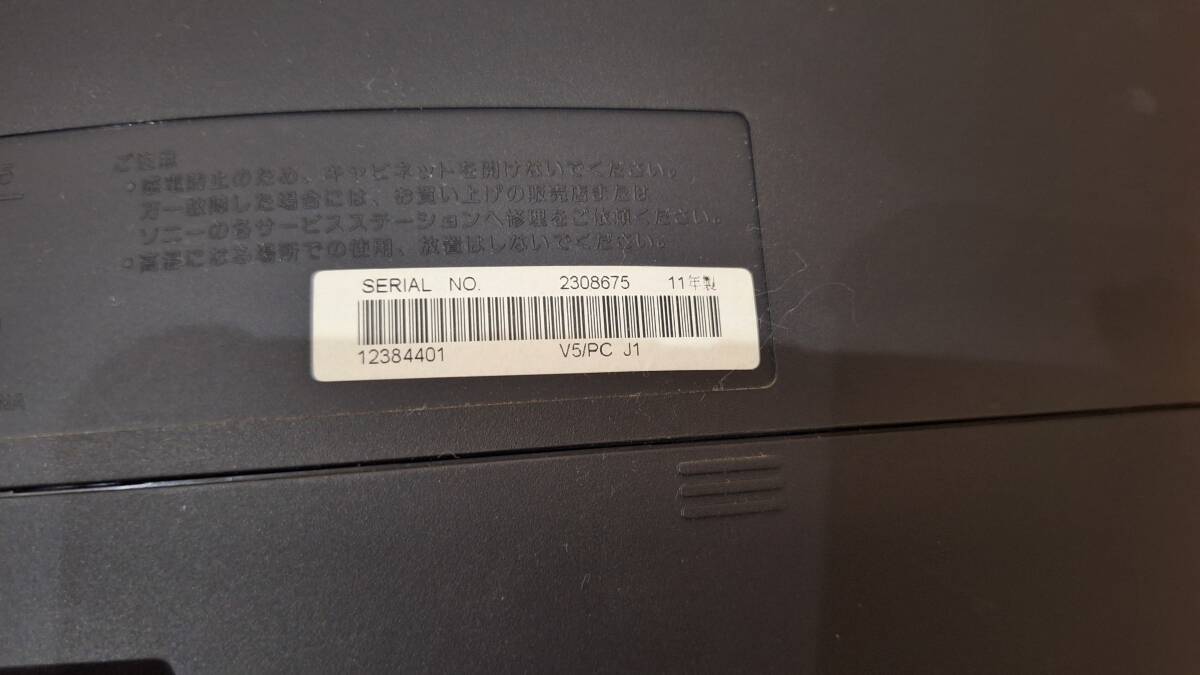 ご注意
・感電防止のため、キャビネットを開けないでください。
万一故障した場合には、お買い上げの販売店または
ソニーの各サービスステーションへ修理をご依頼ください。
・高温になる場所での使用、放置はしないでください。
SERIAL NO. 2308675 11年製
12384401 V5/PC J1